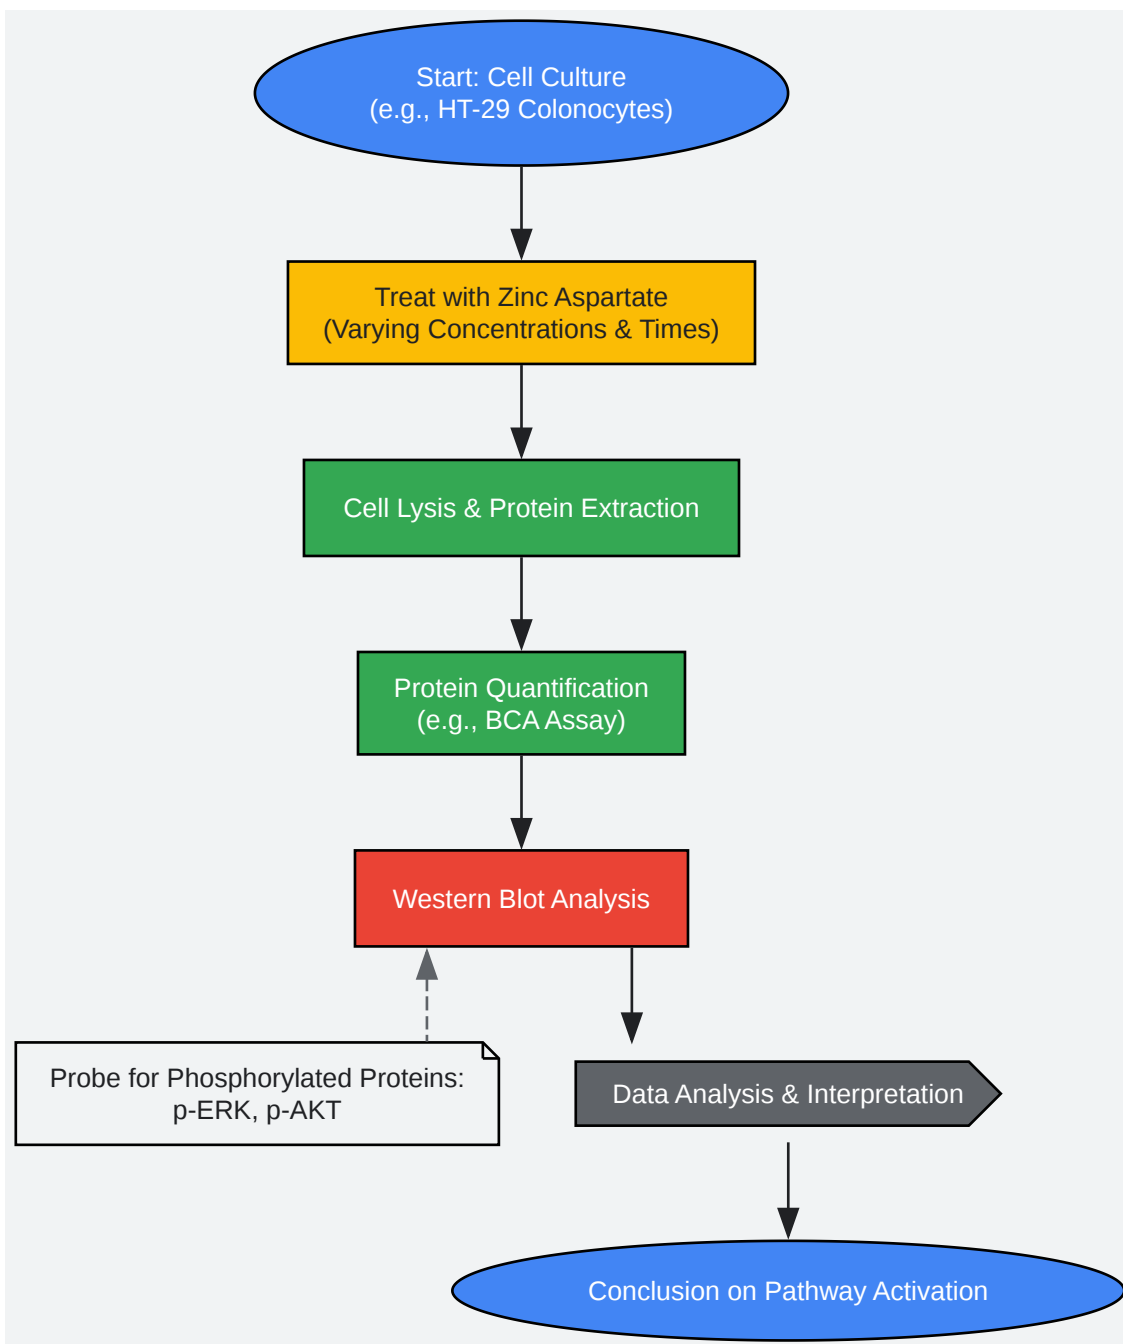 Start: Cell Culture
(e.g., HT-29 Colonocytes)
Treat with Zinc Aspartate
(Varying Concentrations & Times)
Cell Lysis & Protein Extraction
Protein Quantification
(e.g., BCA Assay)
Western Blot Analysis
Probe for Phosphorylated Proteins:
p-ERK, p-AKT
Data Analysis & Interpretation
Conclusion on Pathway Activation